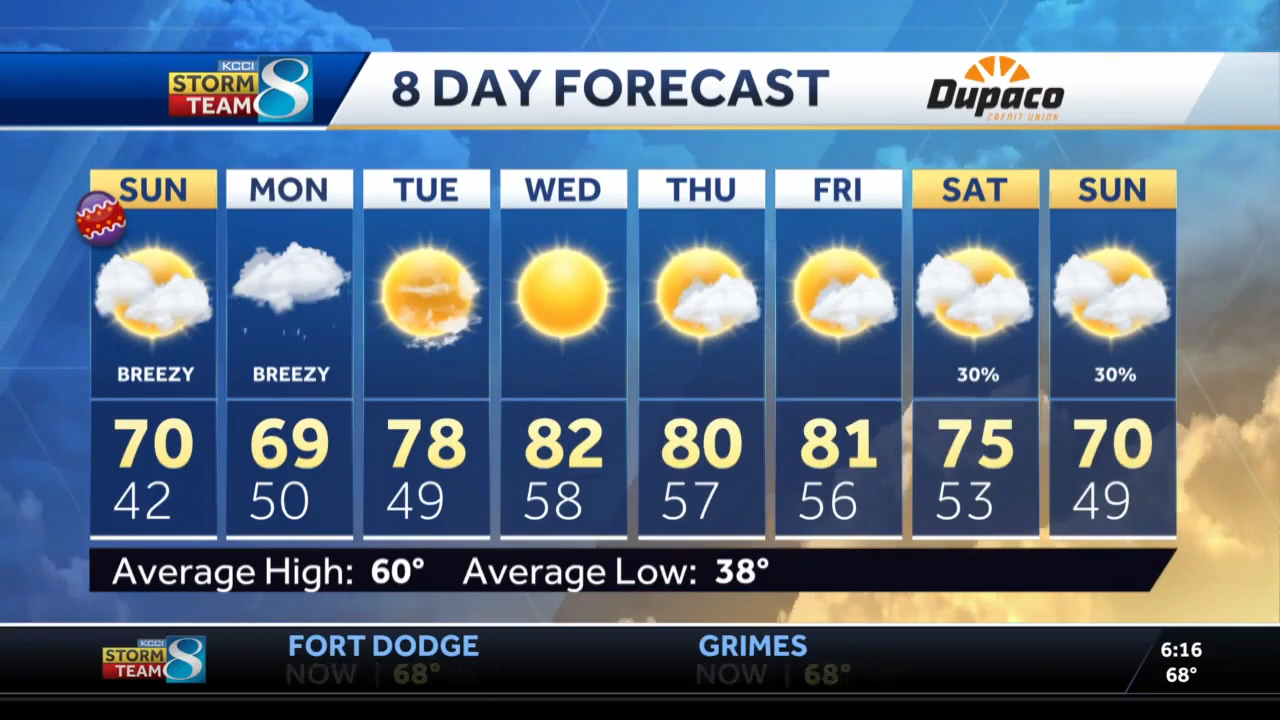 KCCI
STORM
TEAM 8
8 DAY FORECAST
Dupaco
CREDIT UNION
SUN MON TUE WED THU FRI SAT SUN
BREEZY BREEZY 30% 30%
70 69 78 82 80 81 75 70
42 50 49 58 57 56 53 49
Average High: 60° Average Low: 38°
KCCI
STORM
TEAM 8
FORT DODGE GRIMES
NOW | 68° NOW | 68°
6:16
68°